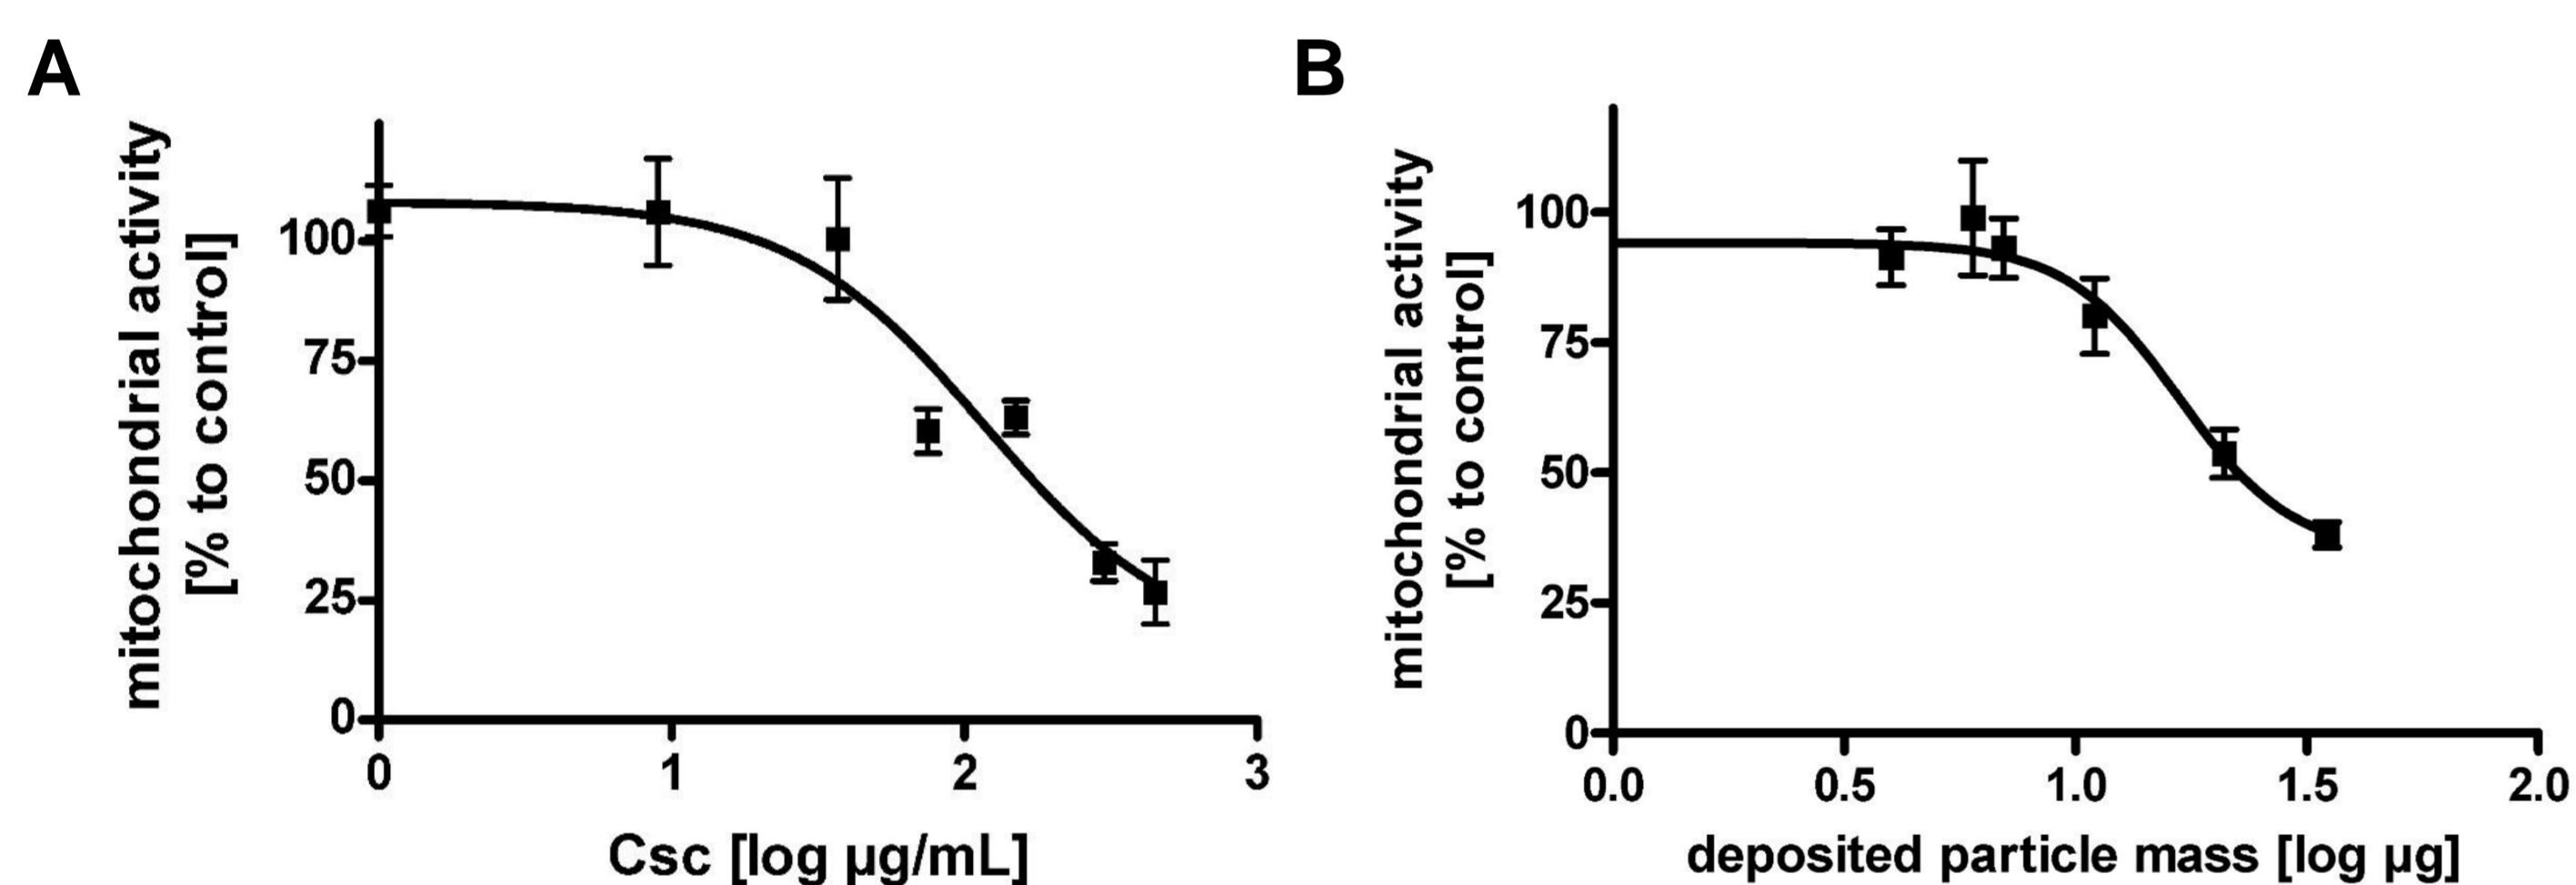 A
mitochondrial activity
[% to control]
100
75
50
25
0
0 1 2 3
Csc [log µg/mL]
B
mitochondrial activity
[% to control]
100
75
50
25
0
0.0 0.5 1.0 1.5 2.0
deposited particle mass [log µg]